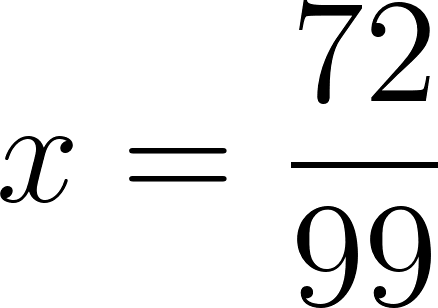 x = 72/99